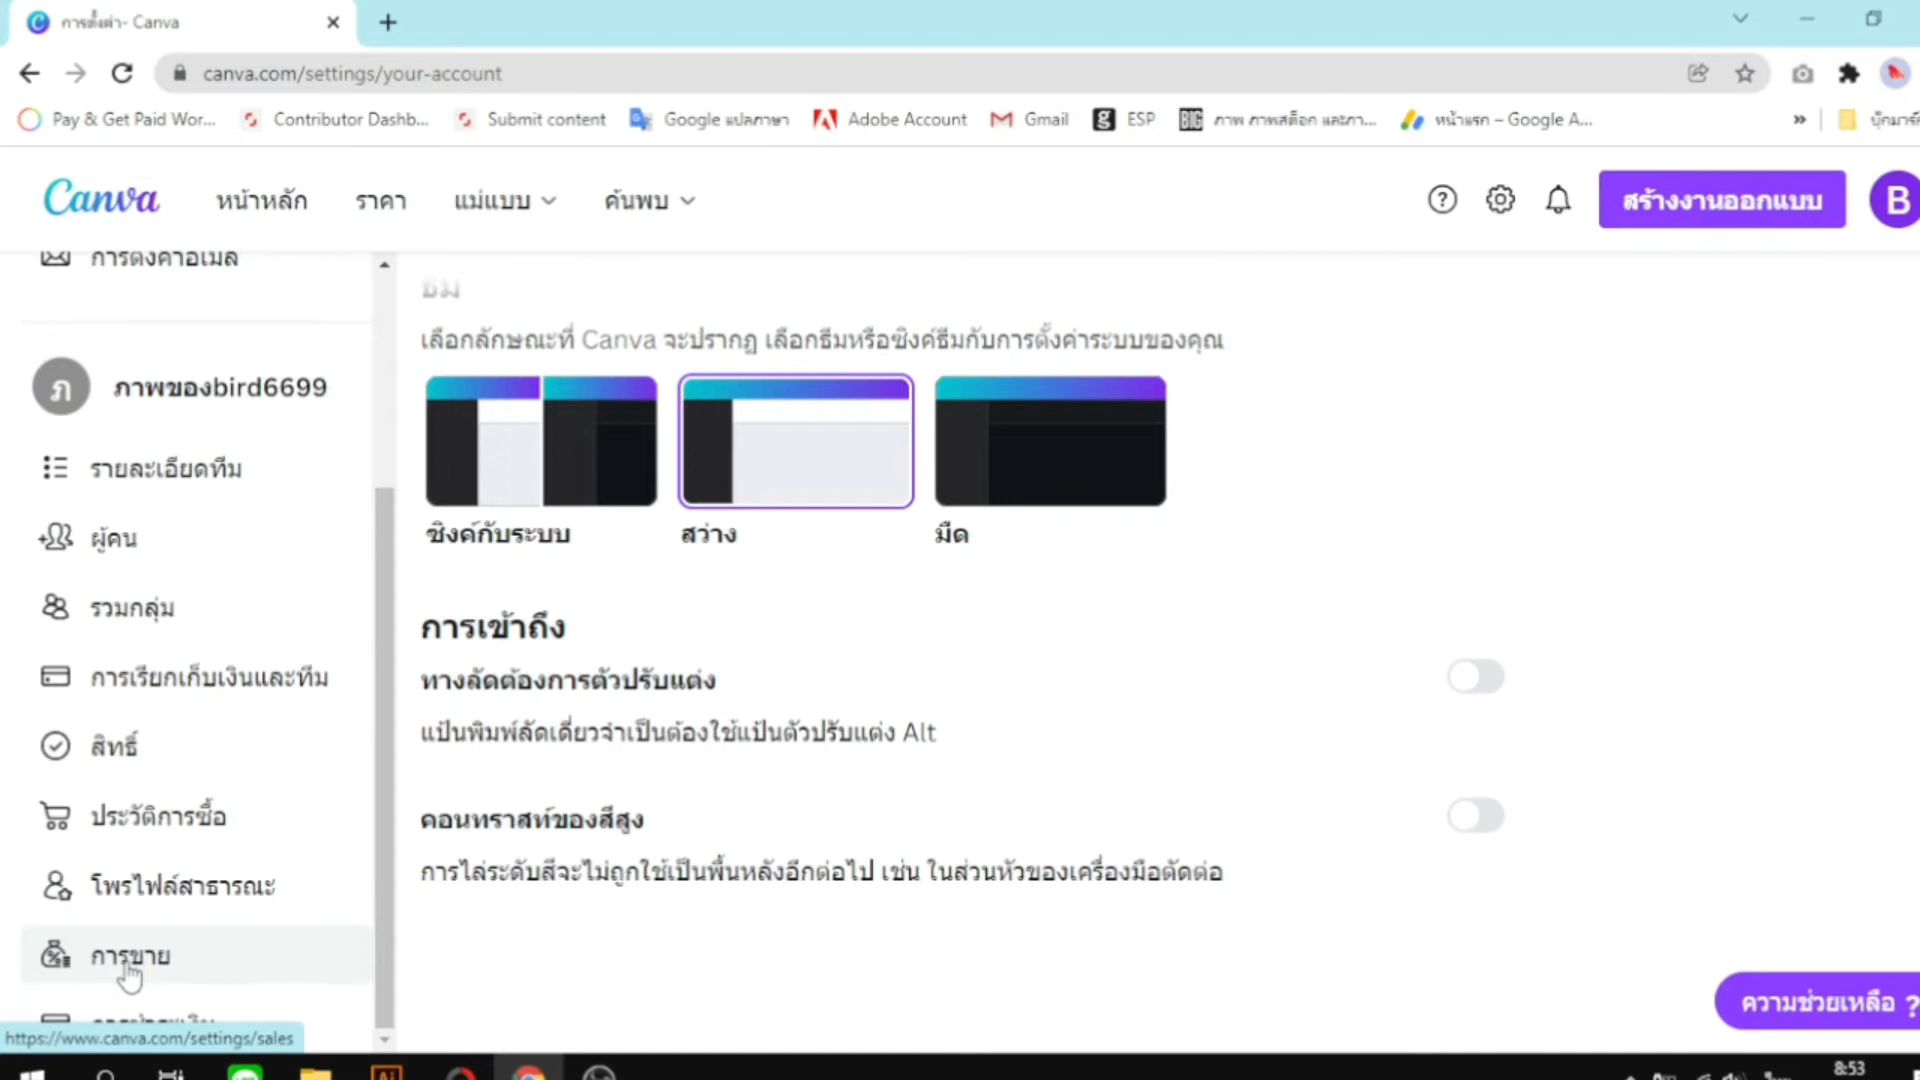 การตั้งค่า- Canva
canva.com/settings/your-account
Pay & Get Paid Wor... Contributor Dashb... Submit content Google แปลภาษา Adobe Account Gmail ESP ภาพ ภาพสต็อก และภา... หน้าแรก – Google A... »
Canva หน้าหลัก ราคา แม่แบบ ค้นพบ สร้างงานออกแบบ B
การตั้งค่าอีเมล
ภ ภาพของbird6699
รายละเอียดทีม
ผู้คน
รวมกลุ่ม
การเรียกเก็บเงินและทีม
สิทธิ์
ประวัติการซื้อ
โพรไฟล์สาธารณะ
การขาย
https://www.canva.com/settings/sales
ธีม
เลือกลักษณะที่ Canva จะปรากฏ เลือกธีมหรือซิงค์ธีมกับการตั้งค่าระบบของคุณ
ซิงค์กับระบบ สว่าง มืด
การเข้าถึง
ทางลัดต้องการตัวปรับแต่ง
แป้นพิมพ์ลัดเดี่ยวจำเป็นต้องใช้แป้นตัวปรับแต่ง Alt
คอนทราสท์ของสีสูง
การไล่ระดับสีจะไม่ถูกใช้เป็นพื้นหลังอีกต่อไป เช่น ในส่วนหัวของเครื่องมือตัดต่อ
ความช่วยเหลือ ?
8:53